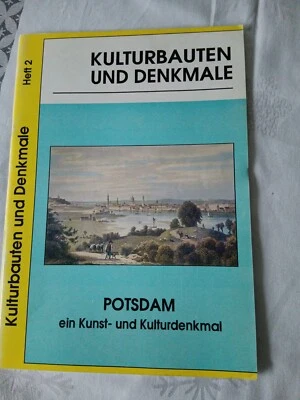 KULTURBAUTEN
UND DENKMALE
Heft 2
Kulturbauten und Denkmale
POTSDAM
ein Kunst- und Kulturdenkmal